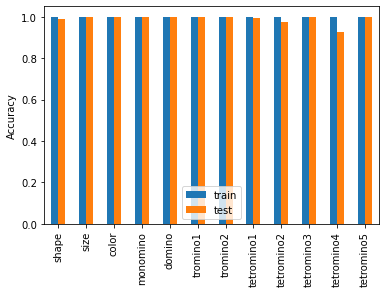 1.0
0.8
0.6
0.4
0.2
0.0
Accuracy
train
test
shape
size
color
monomino
domino
tromino1
tromino2
tetromino1
tetromino2
tetromino3
tetromino4
tetromino5